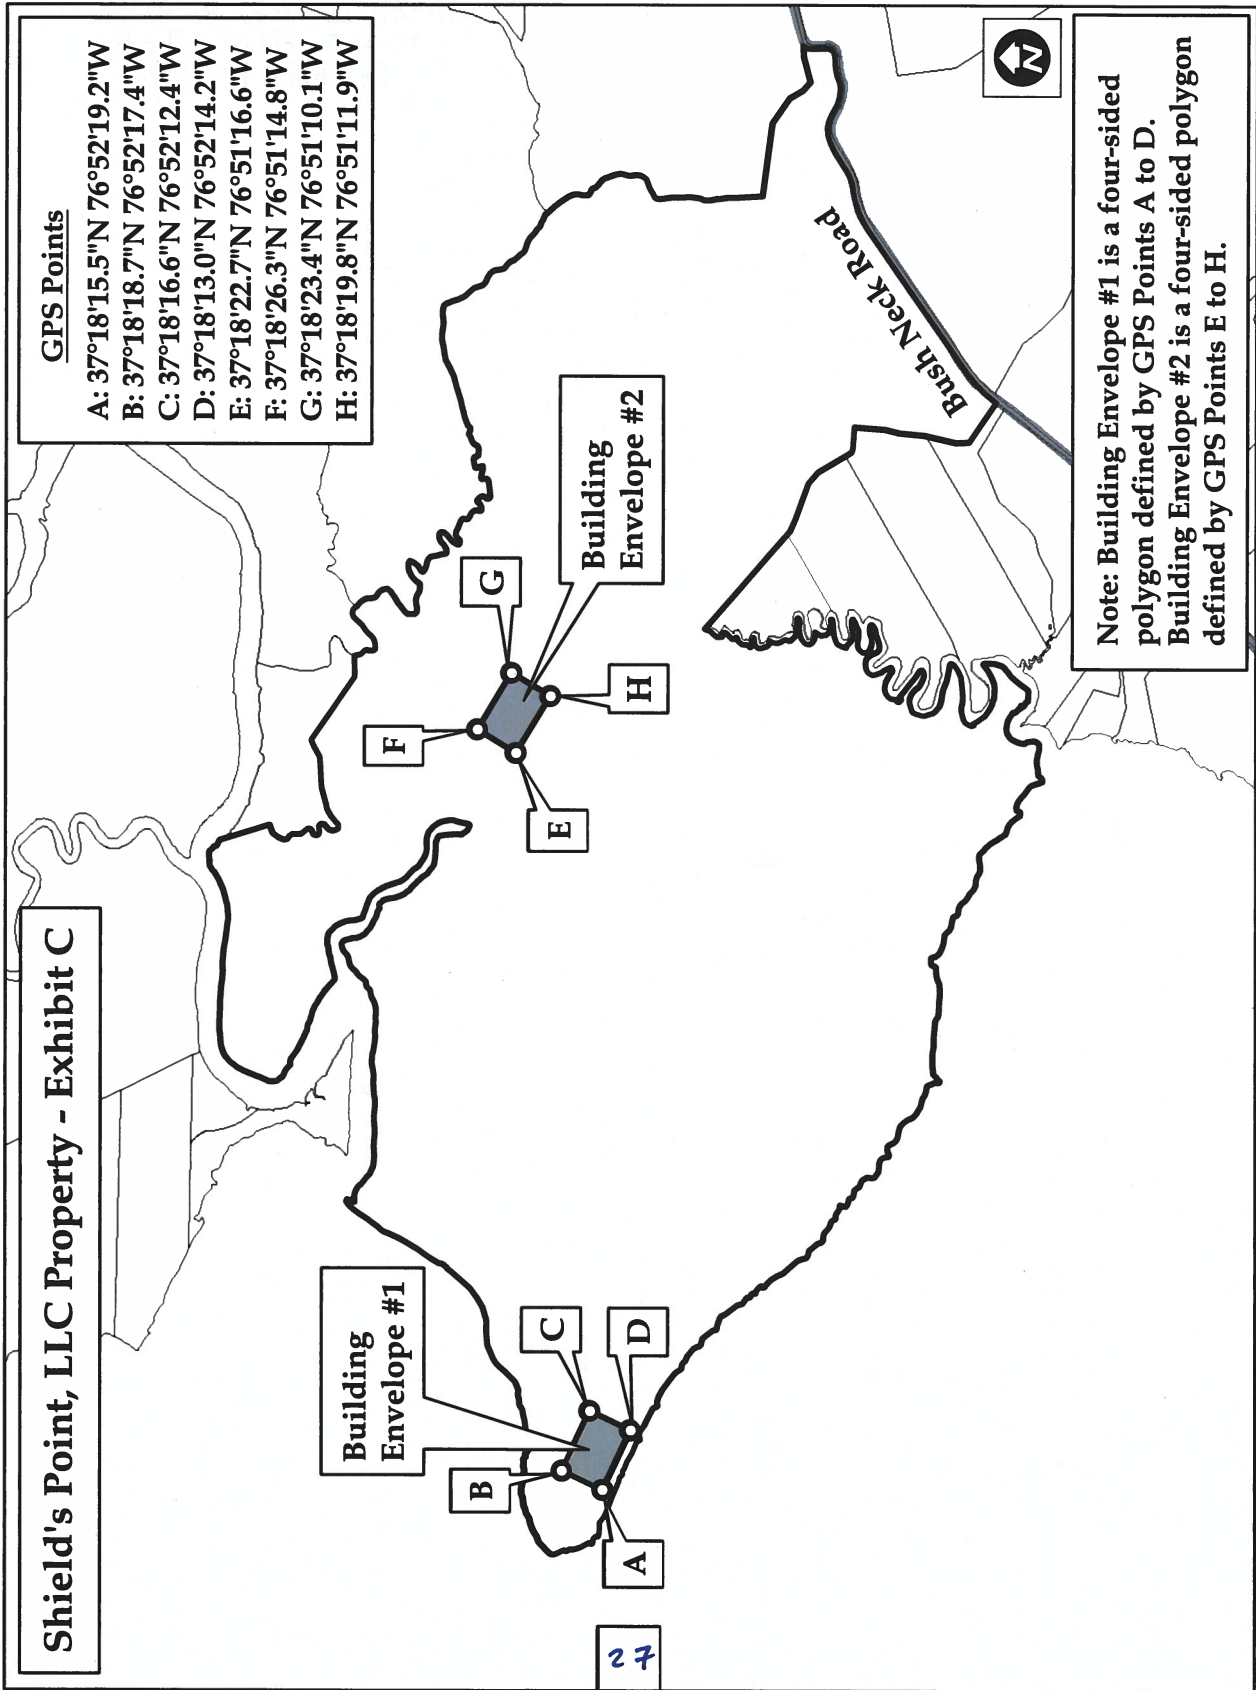 Shield's Point, LLC Property - Exhibit C
GPS Points
A: 37°18'15.5"N 76°52'19.2"W
B: 37°18'18.7"N 76°52'17.4"W
C: 37°18'16.6"N 76°52'12.4"W
D: 37°18'13.0"N 76°52'14.2"W
E: 37°18'22.7"N 76°51'16.6"W
F: 37°18'26.3"N 76°51'14.8"W
G: 37°18'23.4"N 76°51'10.1"W
H: 37°18'19.8"N 76°51'11.9"W
Building
Envelope #1
B
C
A
D
F
G
E
H
Building
Envelope #2
Bush Neck Road
N
Note: Building Envelope #1 is a four-sided
polygon defined by GPS Points A to D.
Building Envelope #2 is a four-sided polygon
defined by GPS Points E to H.
27